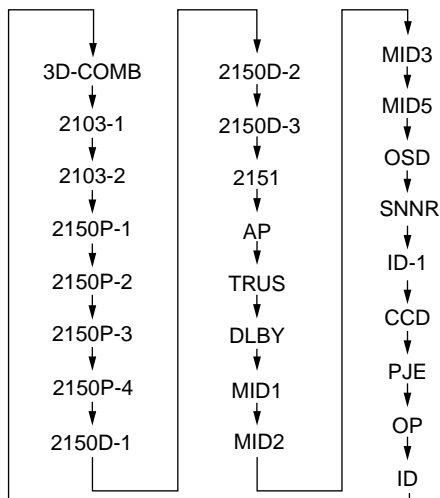 3D-COMB
2103-1
2103-2
2150P-1
2150P-2
2150P-3
2150P-4
2150D-1
2150D-2
2150D-3
2151
AP
TRUS
DLBY
MID1
MID2
MID3
MID5
OSD
SNNR
ID-1
CCD
PJE
OP
ID